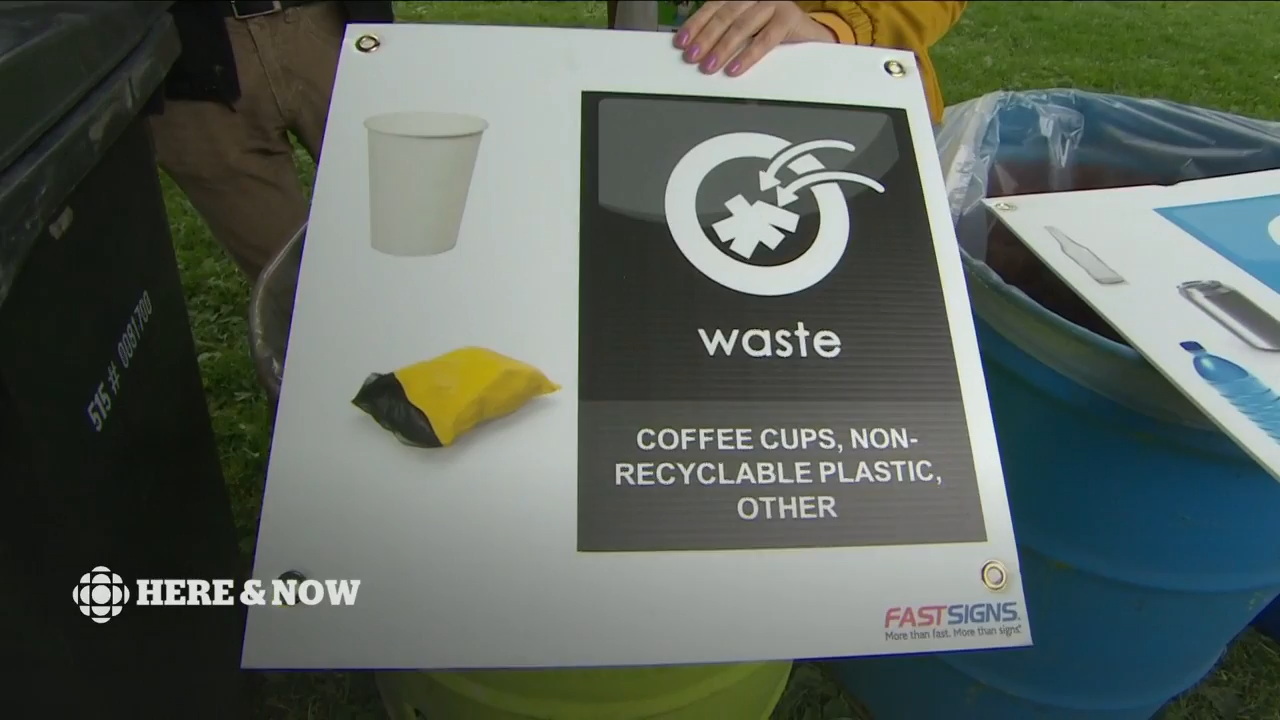 waste
COFFEE CUPS, NON-
RECYCLABLE PLASTIC,
OTHER
515 # 0081700
HERE & NOW
FASTSIGNS.
More than fast. More than signs.